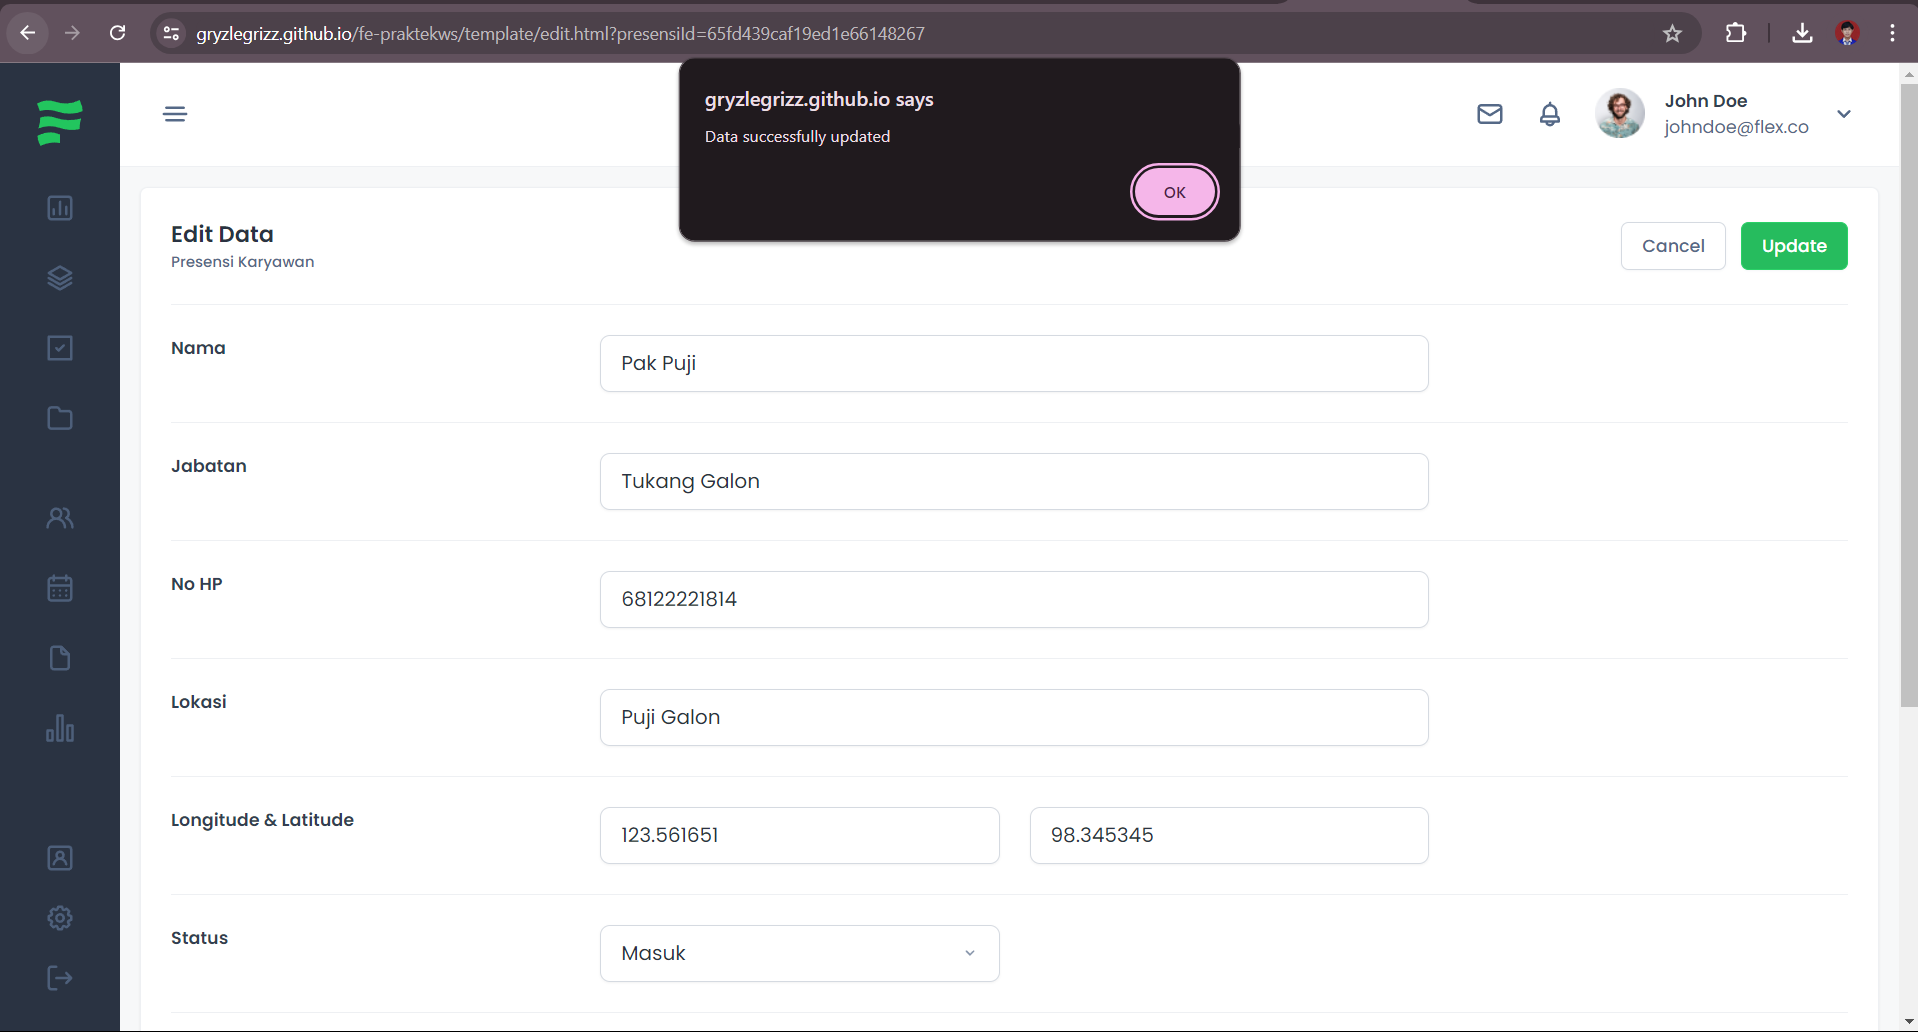 gryzlegrizz.github.io/fe-praktekws/template/edit.html?presensiId=65fd439caf19ed1e66148267
gryzlegrizz.github.io says
Data successfully updated
OK
John Doe
johndoe@flex.co
Edit Data
Presensi Karyawan
Cancel
Update
Nama
Pak Puji
Jabatan
Tukang Galon
No HP
68122221814
Lokasi
Puji Galon
Longitude & Latitude
123.561651
98.345345
Status
Masuk